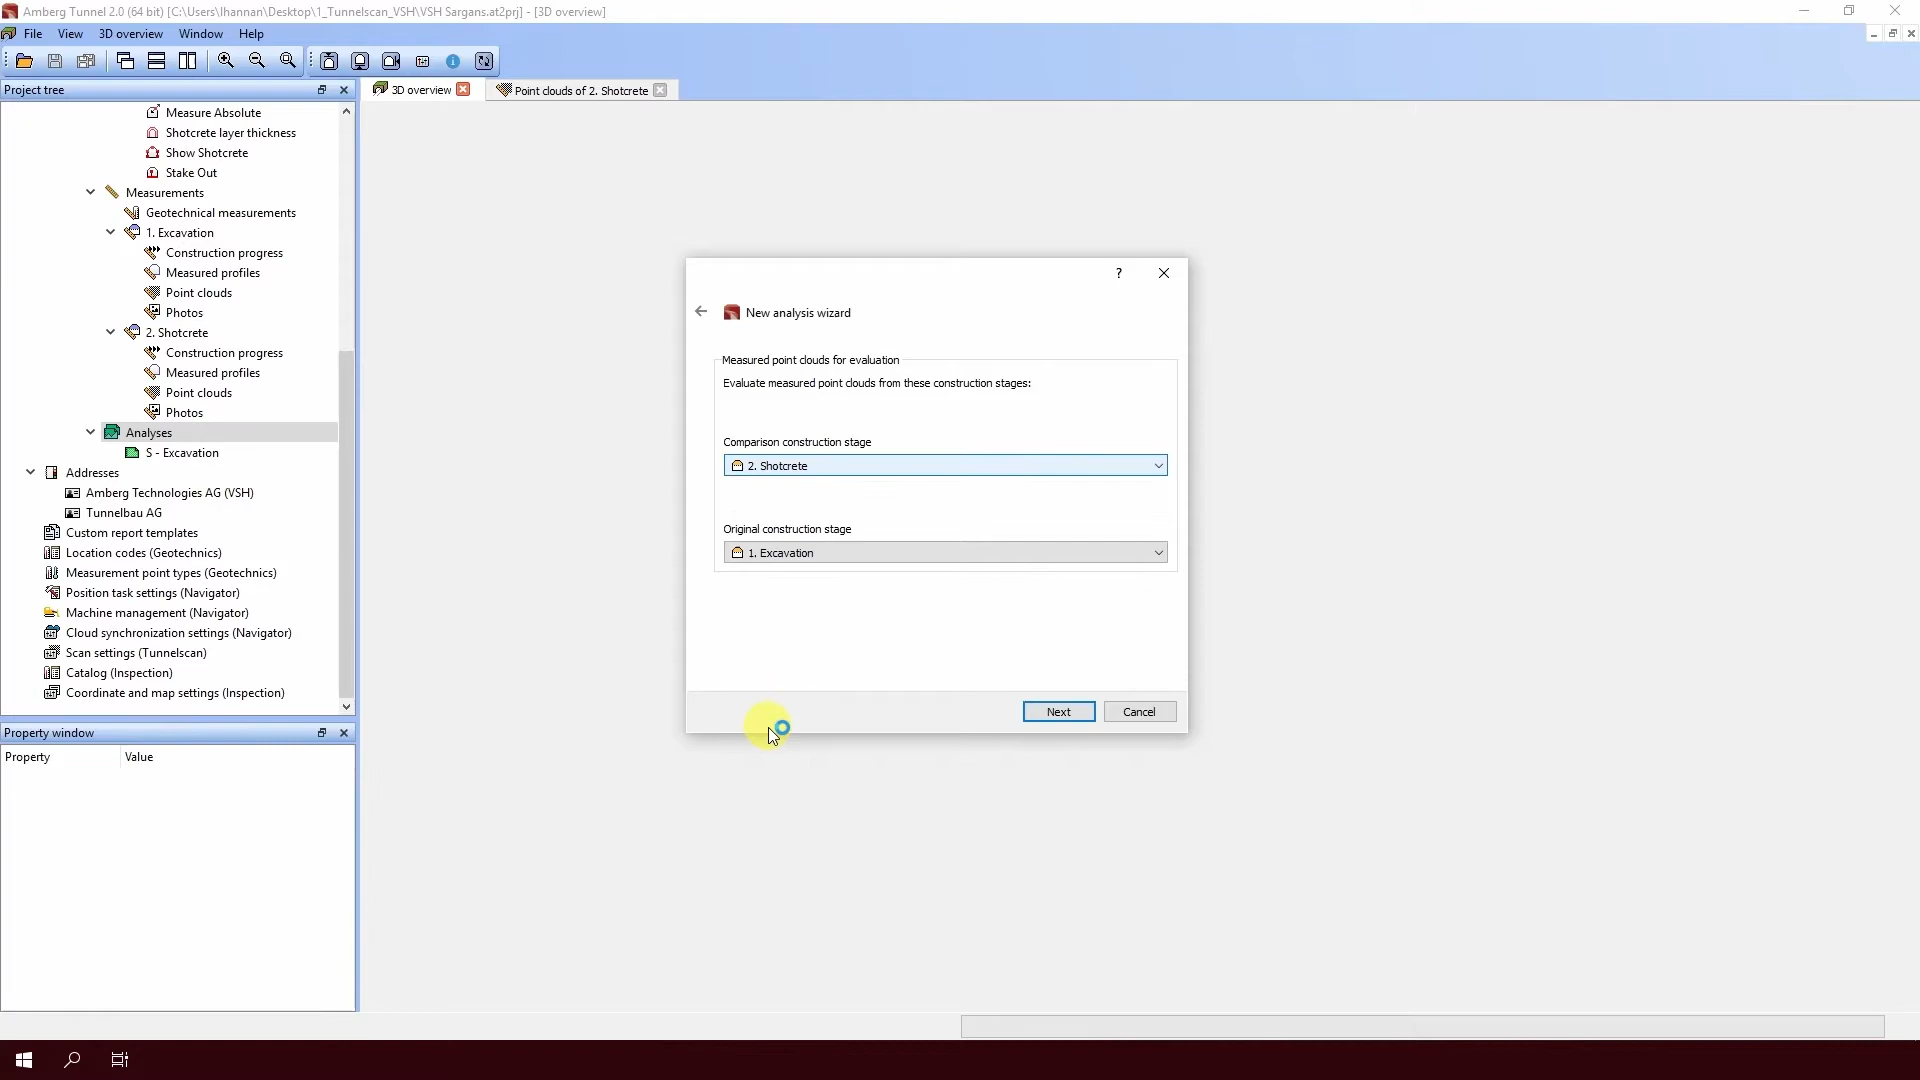 Amberg Tunnel 2.0 (64 bit) [C:\Users\lhannan\Desktop\1_Tunnelscan_VSH\VSH Sargans.at2prj] - [3D overview]
File View 3D overview Window Help
Project tree
3D overview
Point clouds of 2. Shotcrete
Measure Absolute
Shotcrete layer thickness
Show Shotcrete
Stake Out
Measurements
Geotechnical measurements
1. Excavation
Construction progress
Measured profiles
Point clouds
Photos
2. Shotcrete
Construction progress
Measured profiles
Point clouds
Photos
Analyses
S - Excavation
Addresses
Amberg Technologies AG (VSH)
Tunnelbau AG
Custom report templates
Location codes (Geotechnics)
Measurement point types (Geotechnics)
Position task settings (Navigator)
Machine management (Navigator)
Cloud synchronization settings (Navigator)
Scan settings (Tunnelscan)
Catalog (Inspection)
Coordinate and map settings (Inspection)
Property window
Property Value
?
New analysis wizard
Measured point clouds for evaluation
Evaluate measured point clouds from these construction stages:
Comparison construction stage
2. Shotcrete
Original construction stage
1. Excavation
Next Cancel